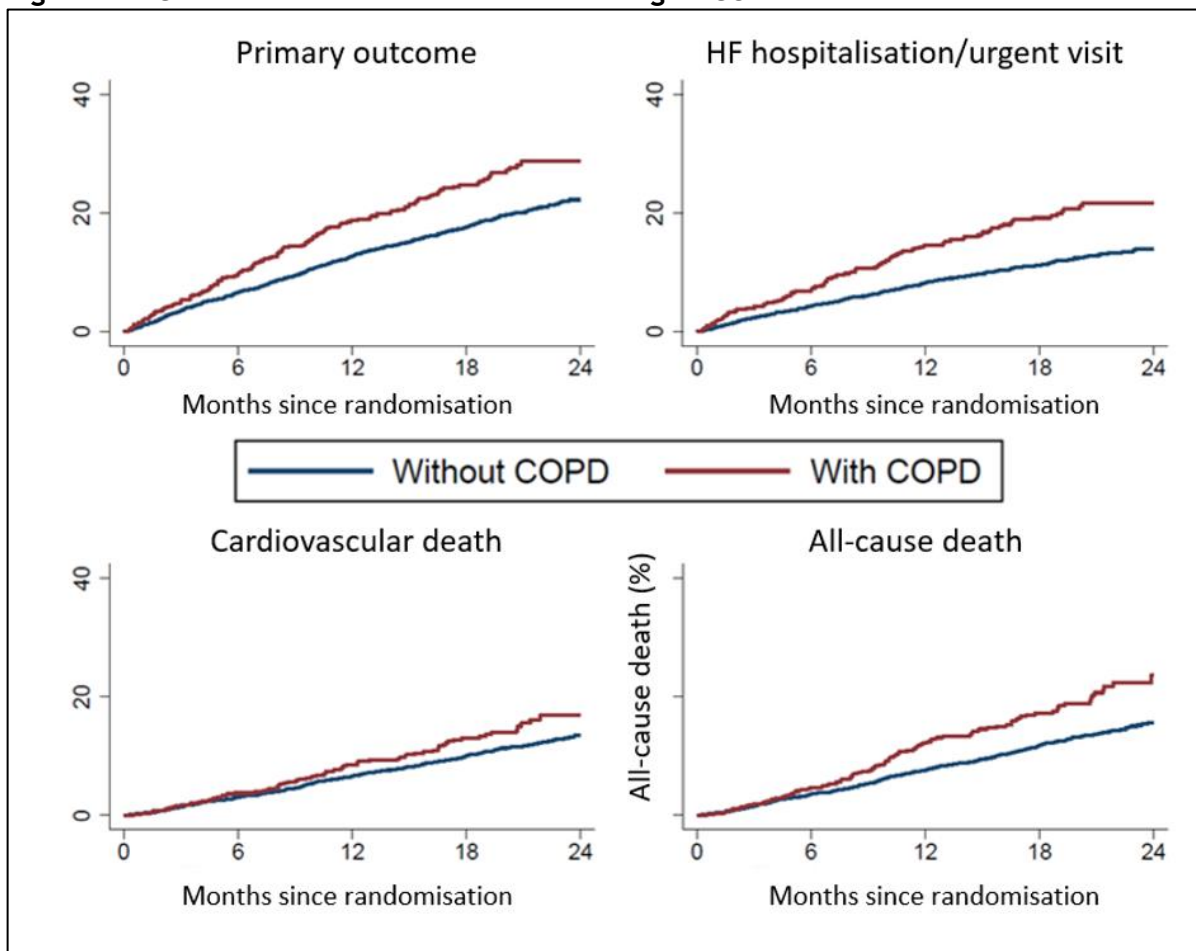 Primary outcome
HF hospitalisation/urgent visit
40
20
0
0 6 12 18 24
Months since randomisation
40
20
0
0 6 12 18 24
Months since randomisation
Without COPD With COPD
Cardiovascular death
All-cause death
40
20
0
0 6 12 18 24
Months since randomisation
All-cause death (%)
0 6 12 18 24
Months since randomisation